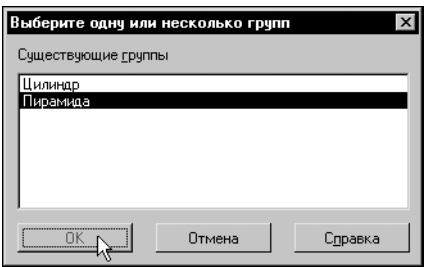 Выберите одну или несколько групп
Существующие группы
Цилиндр
Пирамида
OK
Отмена
Справка